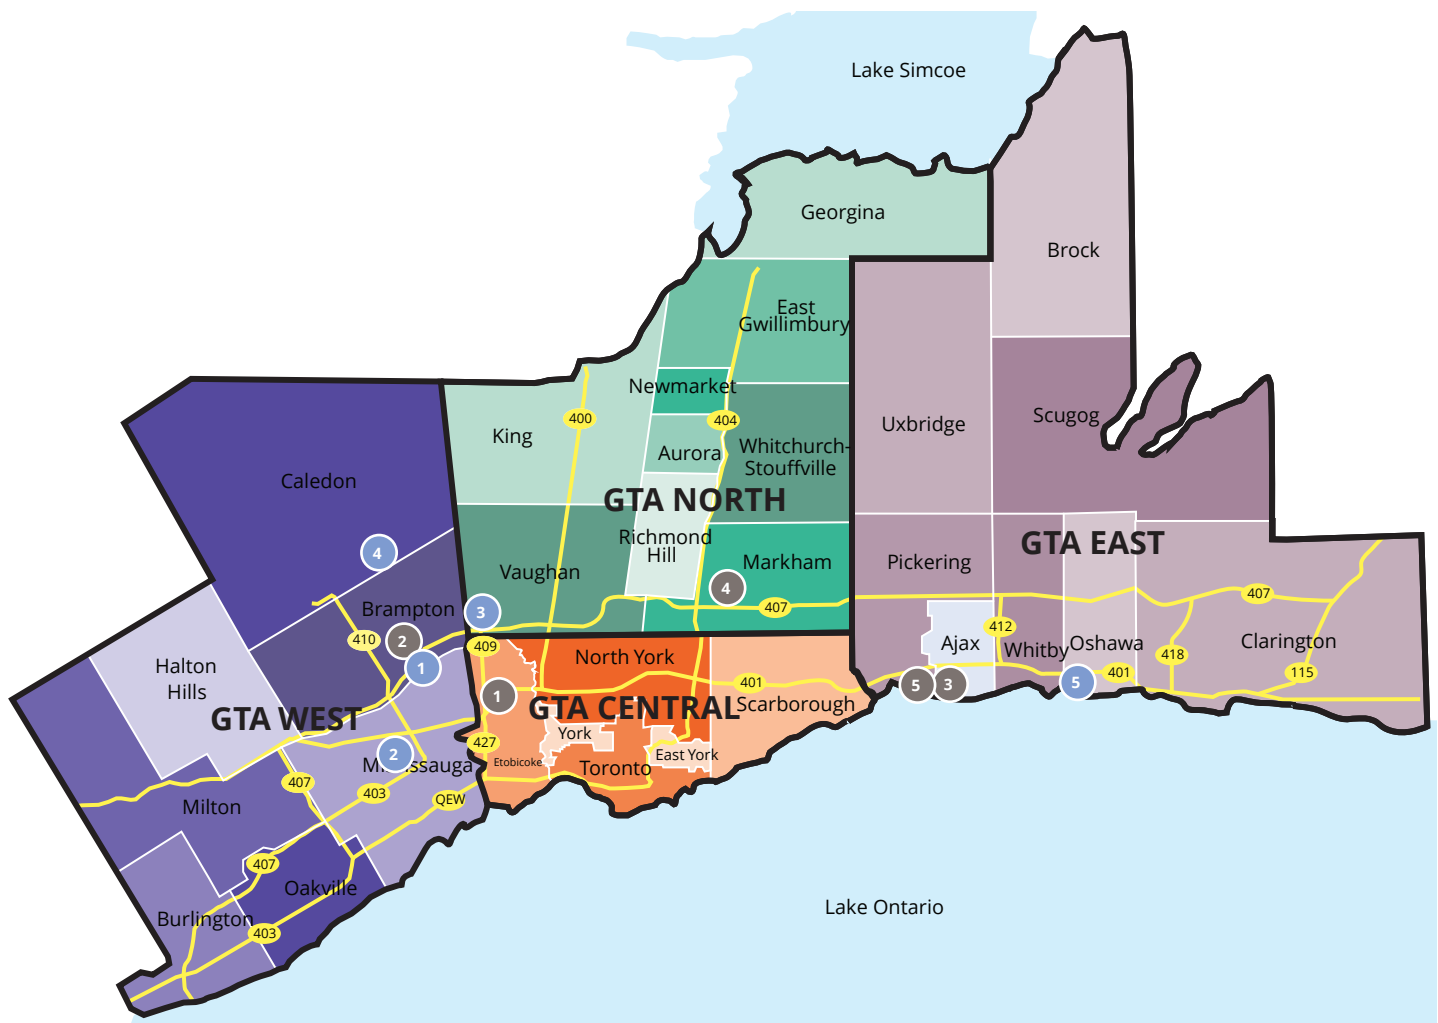 Lake Simcoe
Georgina
Brock
East
Gwillimbury
Newmarket
King
400
404
Uxbridge
Scugog
Aurora
Whitchurch-
Stouffville
Caledon
GTA NORTH
Richmond
Hill
GTA EAST
4
Vaughan
Markham
Pickering
4
407
407
Brampton
3
410
2
1
409
412
Ajax
Whitby
Oshawa
418
Clarington
Halton
Hills
North York
401
401
115
5
3
5
1
GTA WEST
GTA CENTRAL
Scarborough
427
York
2
Mississauga
Etobicoke
Toronto
East York
407
403
QEW
Milton
407
Oakville
Burlington
403
Lake Ontario